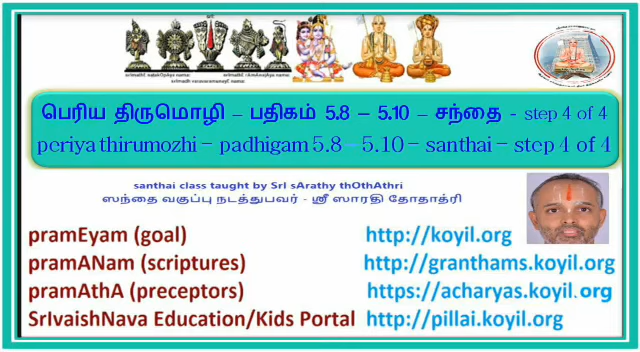 பெரிய திருமொழி – பதிகம் 5.8 – 5.10 – சந்தை - step 4 of 4
periya thirumozhi – padhigam 5.8 – 5.10 – santhai – step 4 of 4
santhai class taught by SrI sArathy thOthAthri
ஸந்தை வகுப்பு நடத்துபவர் - ஸ்ரீ ஸாரதி தோதாத்ரி
pramEyam (goal) http://koyil.org
pramANam (scriptures) http://granthams.koyil.org
pramAthA (preceptors) https://acharyas.koyil.org
SrIvaishNava Education/Kids Portal http://pillai.koyil.org